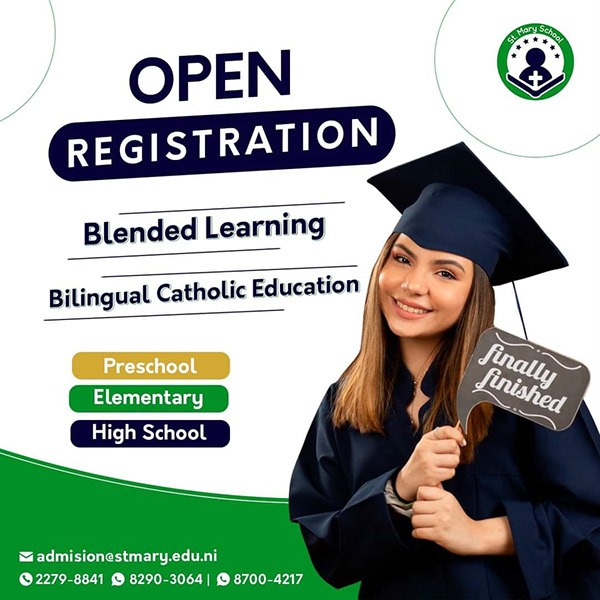 St. Mary School
OPEN
REGISTRATION
Blended Learning
Bilingual Catholic Education
Preschool
Elementary
High School
finally
finished
admision@stmary.edu.ni
2279-8841 8290-3064 | 8700-4217